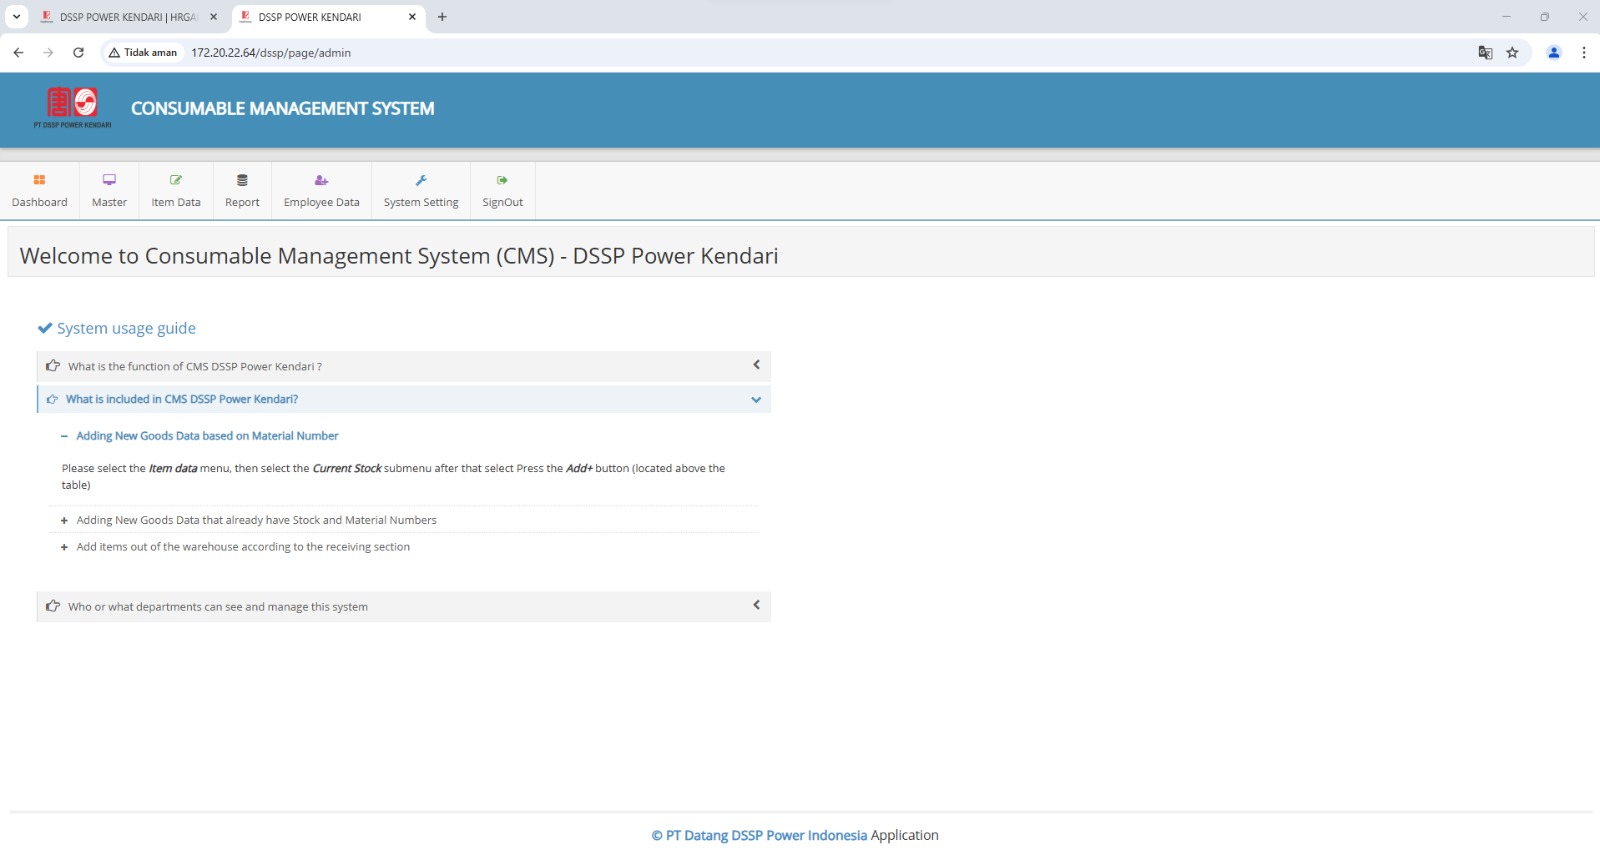 DSSP POWER KENDARI | HRGA
DSSP POWER KENDARI
Tidak aman
172.20.22.64/dssp/page/admin
PT DSSP POWER KENDARI
CONSUMABLE MANAGEMENT SYSTEM
Dashboard
Master
Item Data
Report
Employee Data
System Setting
SignOut
Welcome to Consumable Management System (CMS) - DSSP Power Kendari
System usage guide
What is the function of CMS DSSP Power Kendari ?
What is included in CMS DSSP Power Kendari?
Adding New Goods Data based on Material Number
Please select the Item data menu, then select the Current Stock submenu after that select Press the Add+ button (located above the
table)
Adding New Goods Data that already have Stock and Material Numbers
Add items out of the warehouse according to the receiving section
Who or what departments can see and manage this system
© PT Datang DSSP Power Indonesia Application